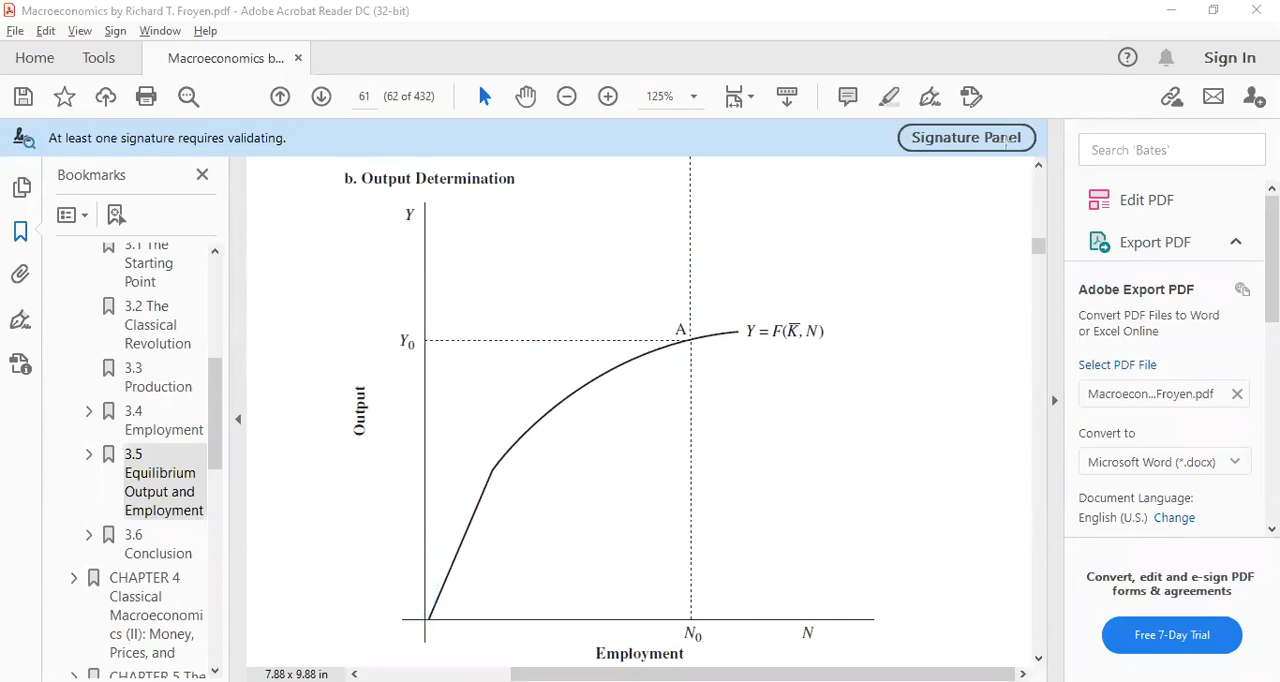 Macroeconomics by Richard T. Froyen.pdf - Adobe Acrobat Reader DC (32-bit)
File Edit View Sign Window Help
Home Tools Macroeconomics b... Sign In
61 (62 of 432) 125%
At least one signature requires validating. Signature Panel
Bookmarks
3.1 The
Starting
Point
3.2 The
Classical
Revolution
3.3
Production
3.4
Employment
3.5
Equilibrium
Output and
Employment
3.6
Conclusion
CHAPTER 4
Classical
Macroeconomi
cs (II): Money,
Prices, and
CHAPTER 5 The
b. Output Determination
Y
A
Y = F(K̅, N)
Y₀
Output
N₀
N
Employment
7.88 x 9.88 in
Search 'Bates'
Edit PDF
Export PDF
Adobe Export PDF
Convert PDF Files to Word
or Excel Online
Select PDF File
Macroecon...Froyen.pdf
Convert to
Microsoft Word (*.docx)
Document Language:
English (U.S.) Change
Convert, edit and e-sign PDF
forms & agreements
Free 7-Day Trial